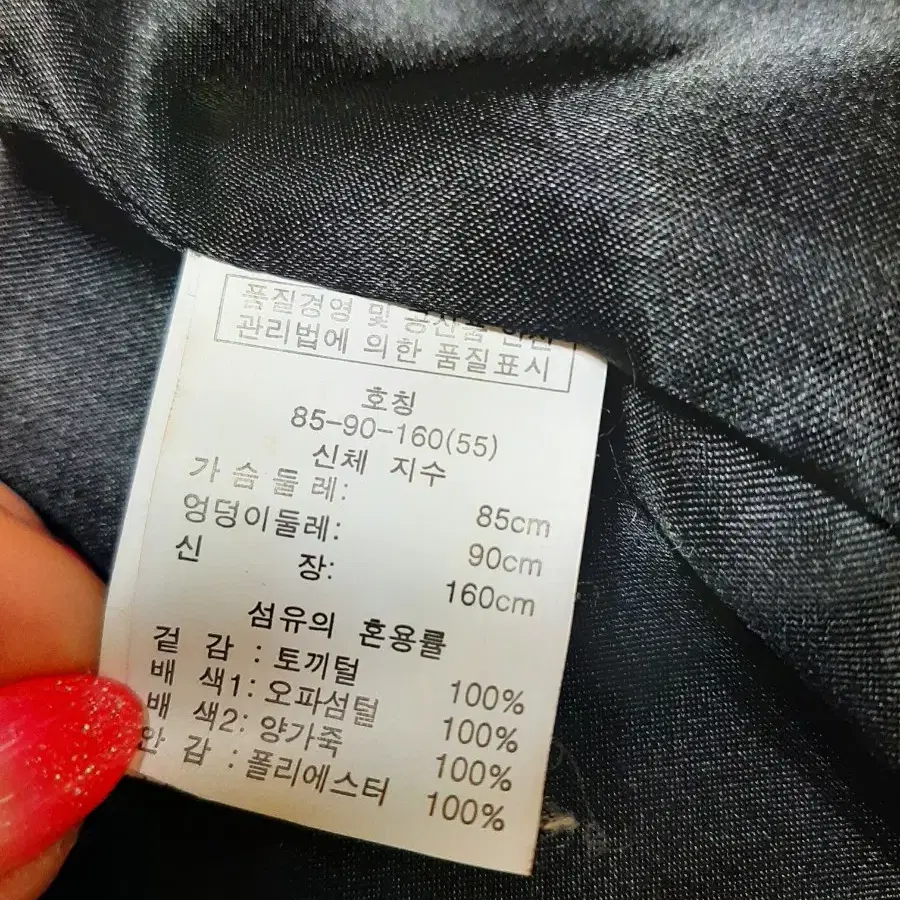 품질경영 및 공산품 안전
관리법에 의한 품질표시
호칭
85-90-160(55)
신체 지수
가 슴 둘 레: 85cm
엉덩이둘레: 90cm
신 장: 160cm
섬유의 혼용률
겉 감 : 토끼털 100%
배 색1: 오파섬털 100%
배 색2: 양가죽 100%
안 감 : 폴리에스터 100%